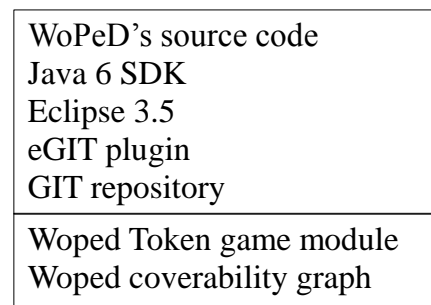 WoPeD's source code
Java 6 SDK
Eclipse 3.5
eGIT plugin
GIT repository
Woped Token game module
Woped coverability graph